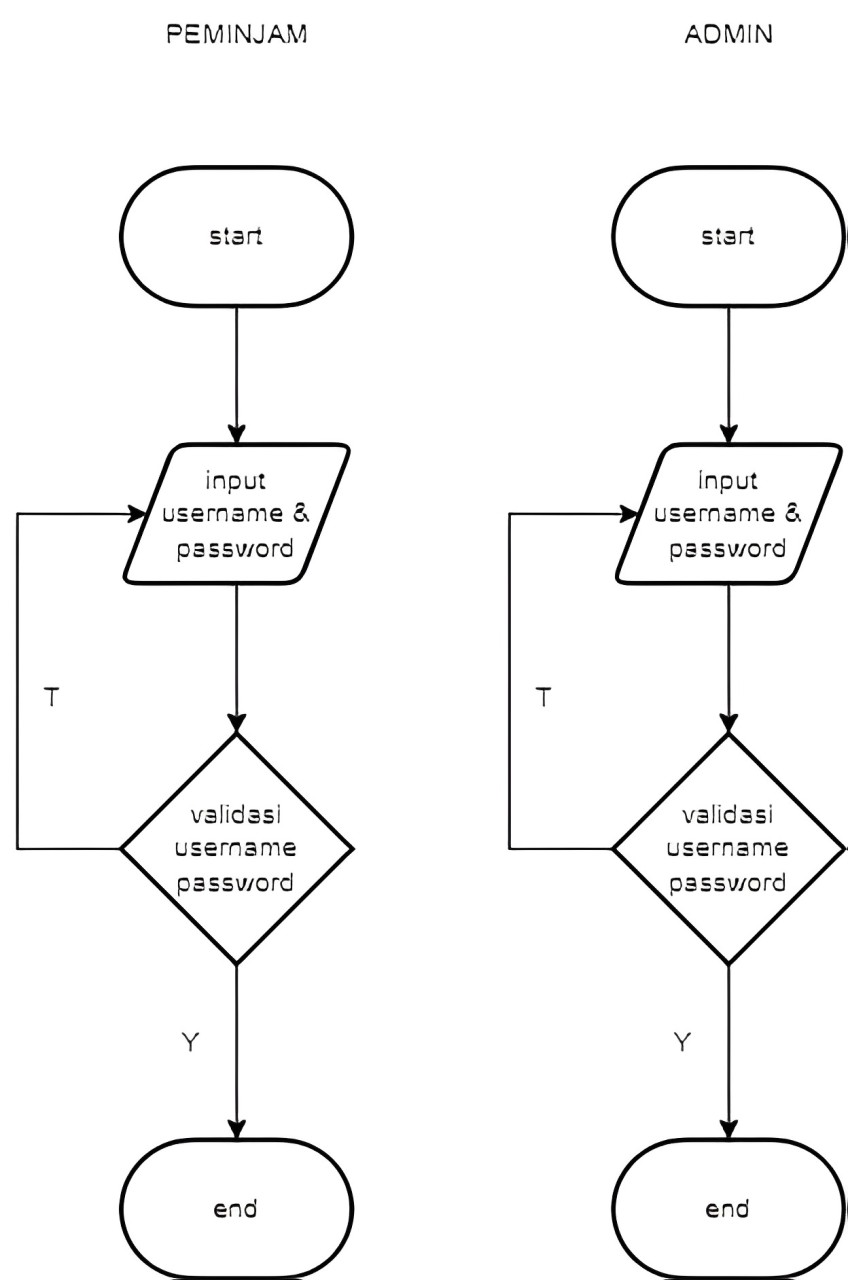 PEMINJAM
start
input
username &
password
T
validasi
username
password
Y
end
ADMIN
start
input
username &
password
T
validasi
username
password
Y
end